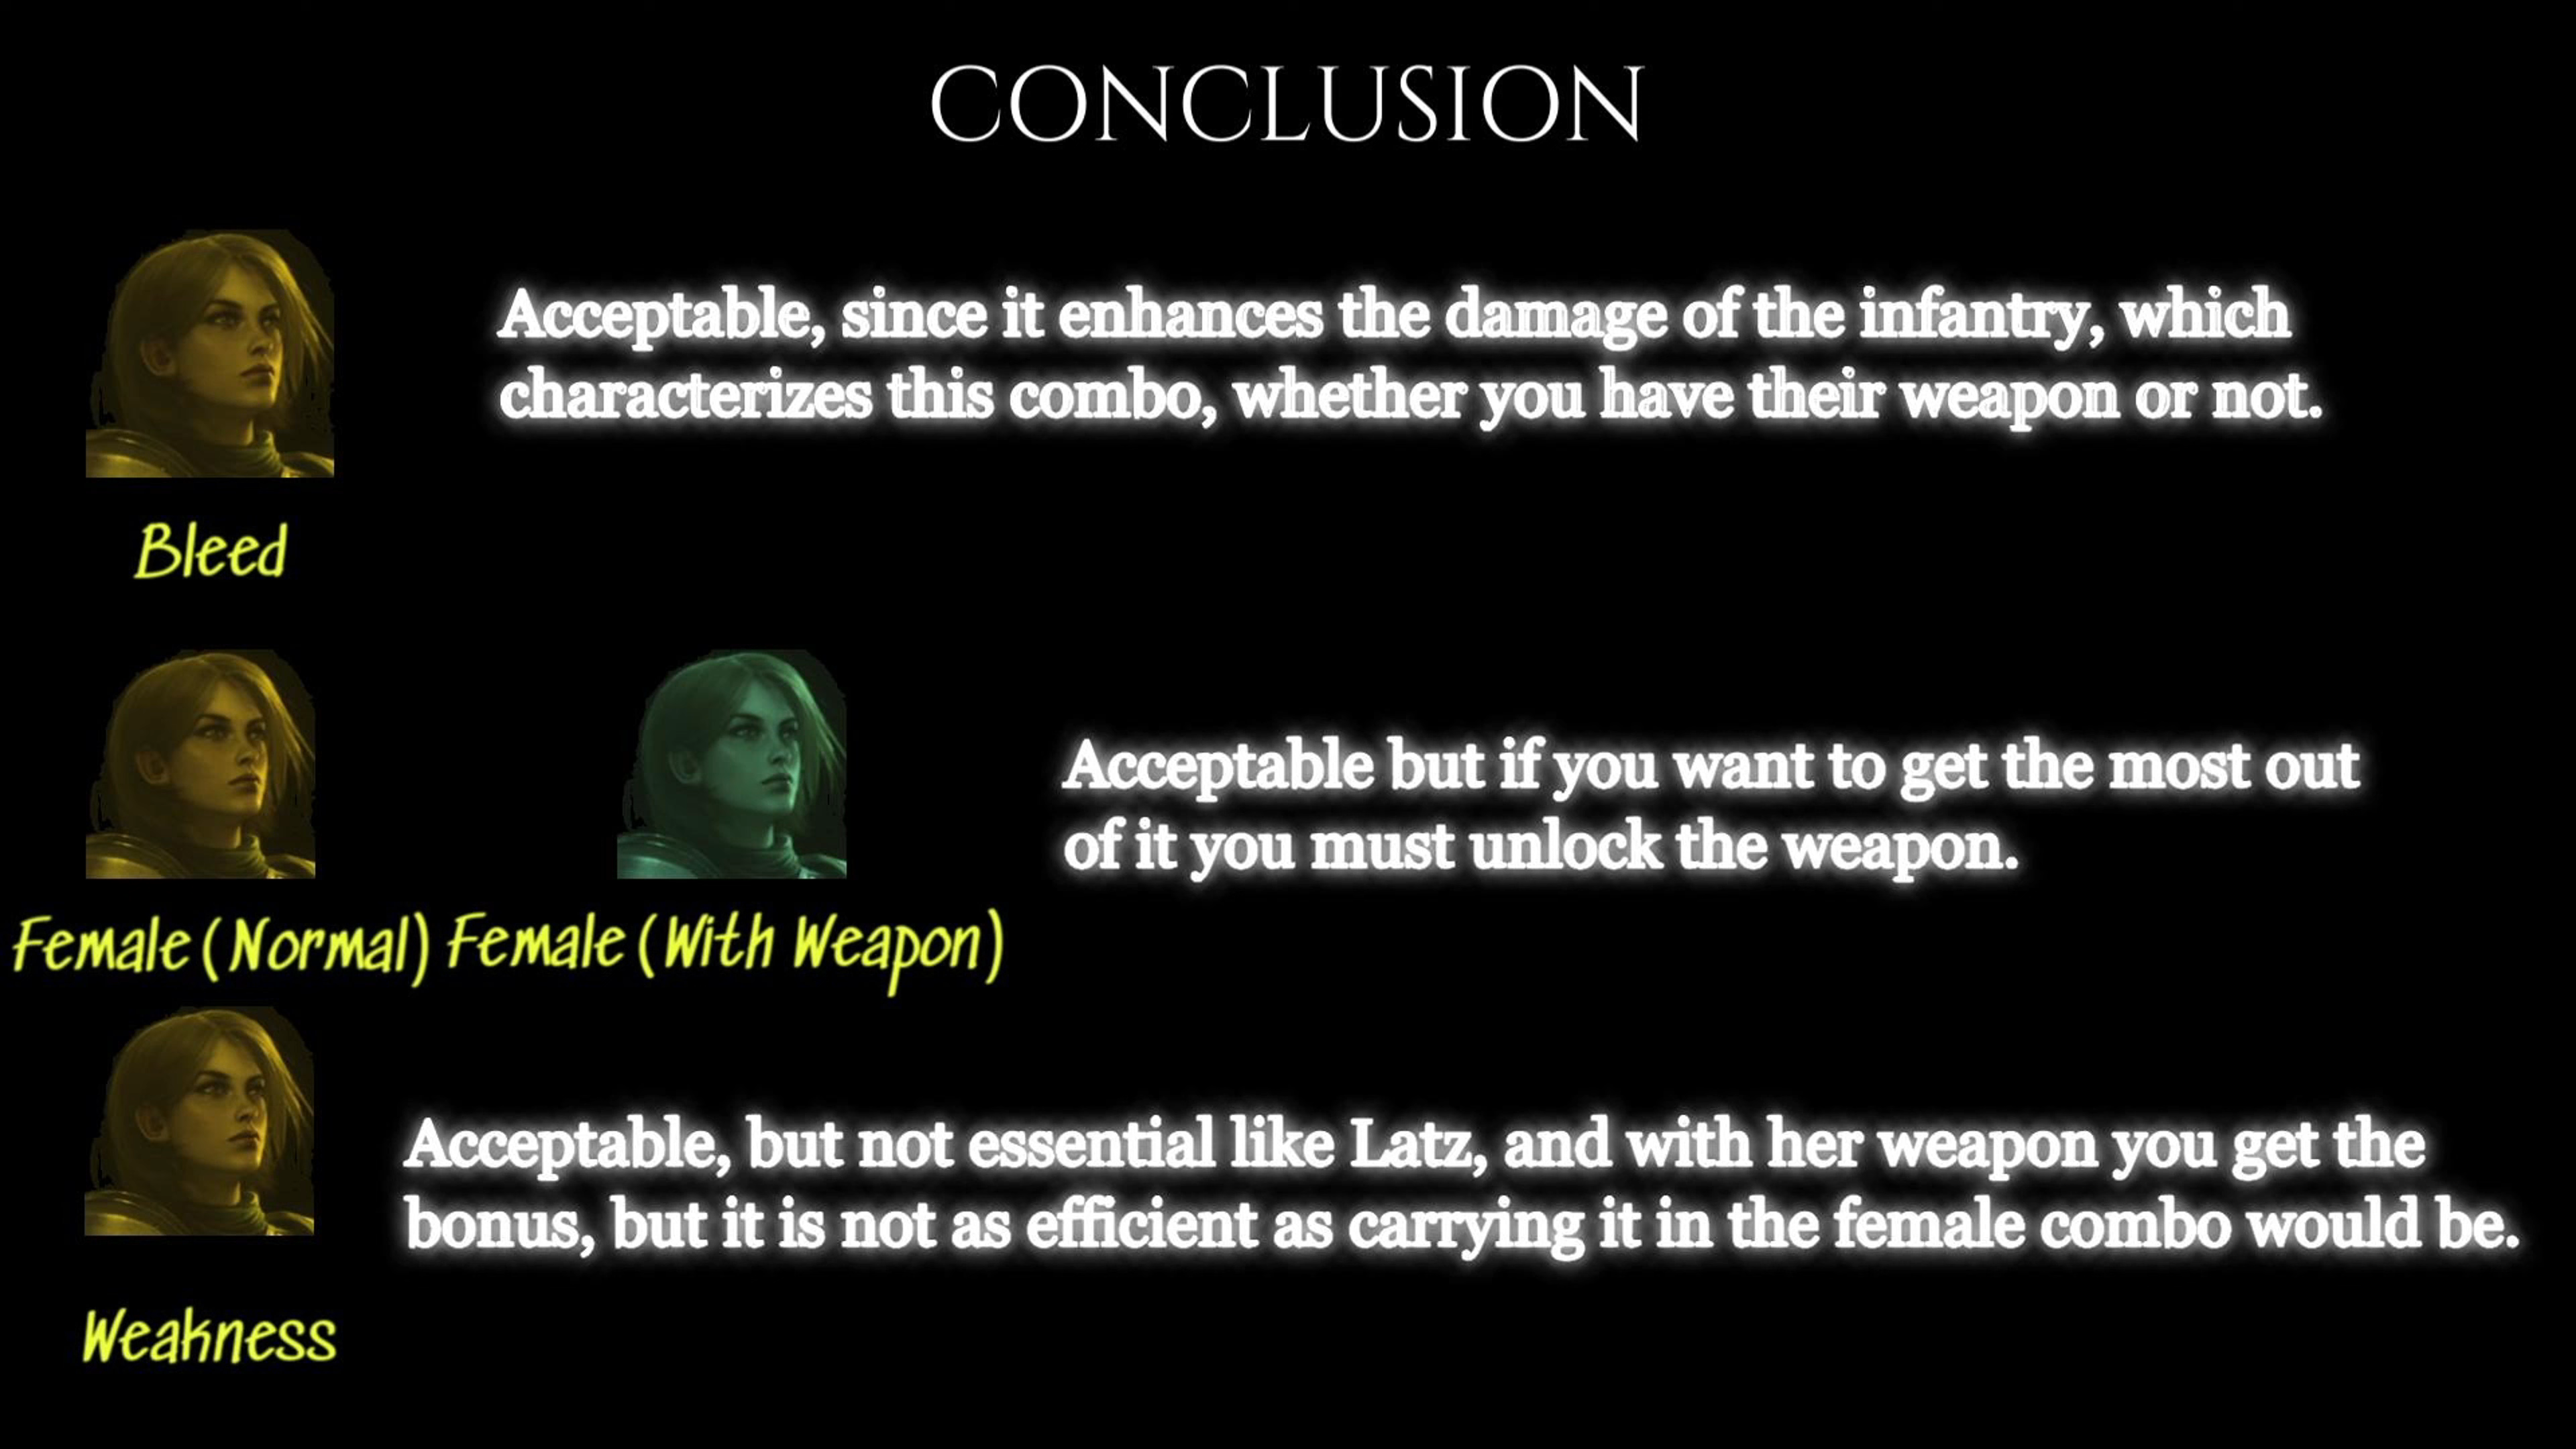 CONCLUSION
Acceptable, since it enhances the damage of the infantry, which
characterizes this combo, whether you have their weapon or not.
Bleed
Acceptable but if you want to get the most out
of it you must unlock the weapon.
Female (Normal) Female (With Weapon)
Acceptable, but not essential like Latz, and with her weapon you get the
bonus, but it is not as efficient as carrying it in the female combo would be.
Weakness